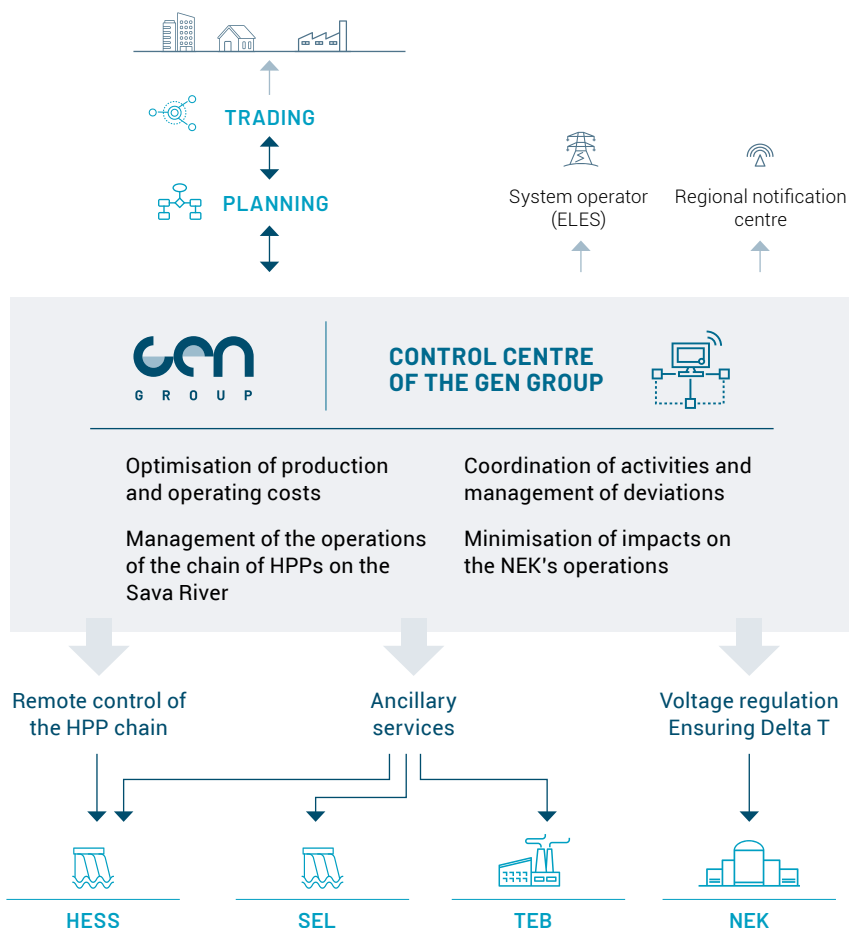 TRADING
PLANNING
System operator
(ELES)
Regional notification
centre
gen
GROUP
CONTROL CENTRE
OF THE GEN GROUP
Optimisation of production
and operating costs
Management of the operations
of the chain of HPPs on the
Sava River
Coordination of activities and
management of deviations
Minimisation of impacts on
the NEK's operations
Remote control of
the HPP chain
Ancillary
services
Voltage regulation
Ensuring Delta T
HESS
SEL
TEB
NEK